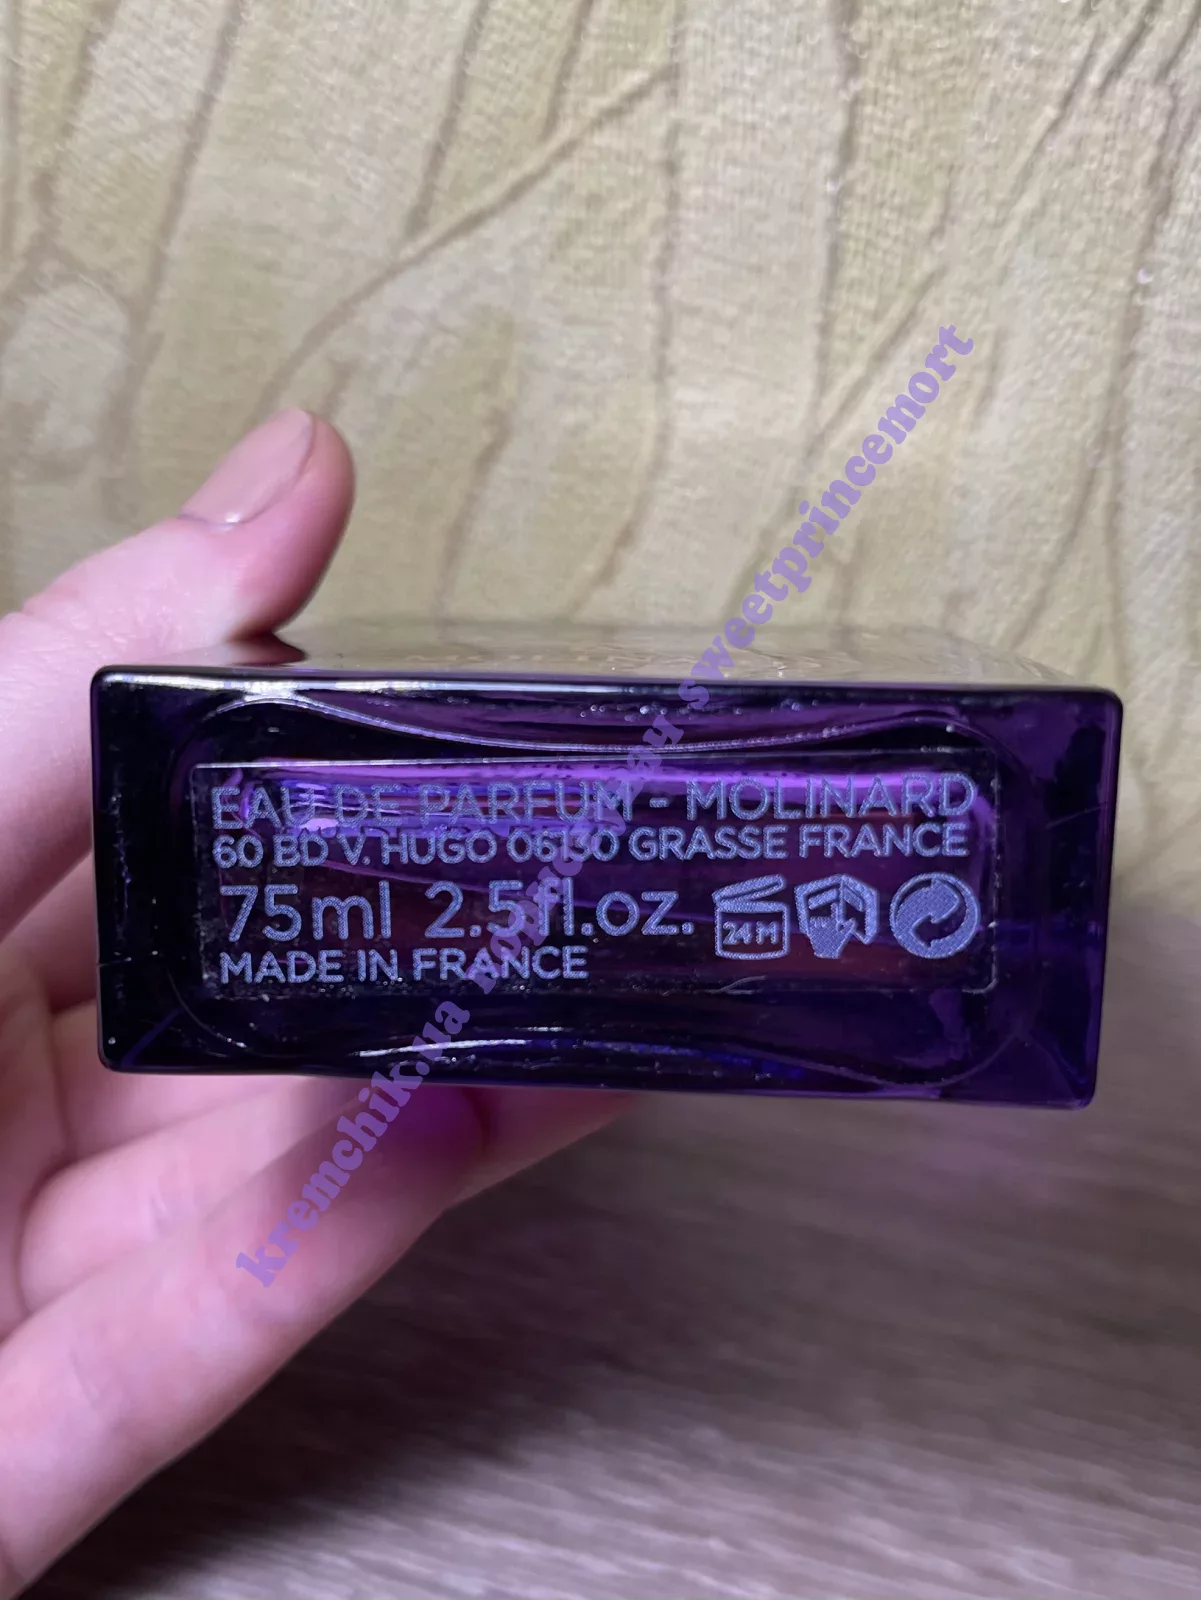 EAU DE PARFUM - MOLINARD
60 BD V. HUGO 06130 GRASSE FRANCE
75ml 2.5fl.oz.
24M
MADE IN FRANCE
kremchik.ua sweetprincemort